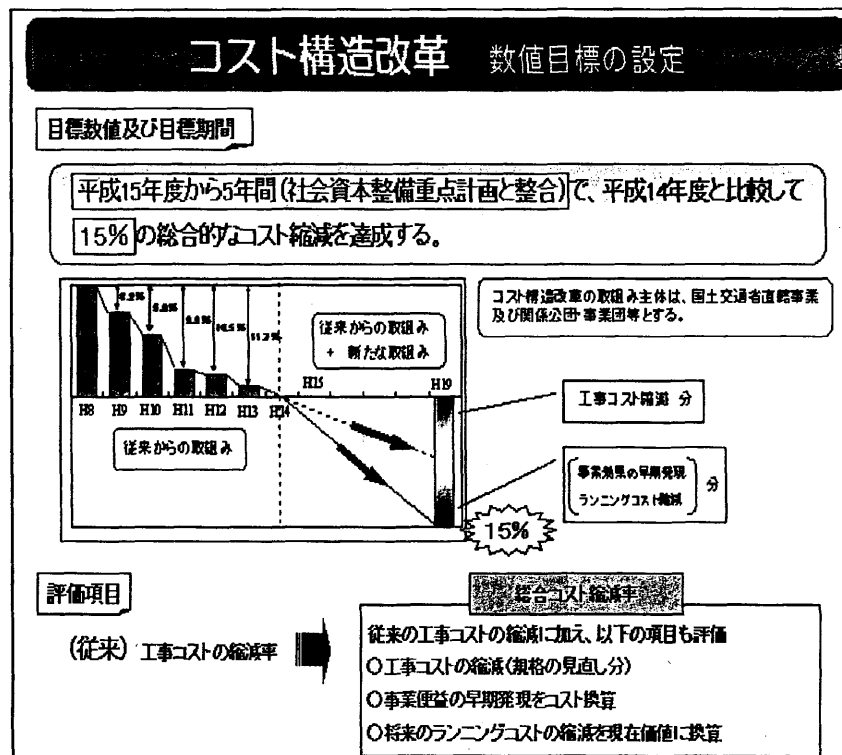 コスト構造改革 数値目標の設定
目標数値及び目標期間
平成15年度から5年間(社会資本整備重点計画と整合)で、平成14年度と比較して
15%の総合的なコスト縮減を達成する。
コスト構造改革の取組み主体は、国土交通省直轄事業
及び関係公団・事業団等とする。
従来からの取組み
+ 新たな取組み
H15
H19
H8 H9 H10 H11 H12 H13 H14
従来からの取組み
工事コスト縮減 分
事業効果の早期発現
ランニングコスト縮減
分
15%
評価項目
総合コスト縮減率
(従来) 工事コストの縮減率
従来の工事コストの縮減に加え、以下の項目も評価
○工事コストの縮減(規格の見直し分)
○事業便益の早期発現をコスト換算
○将来のランニングコストの縮減を現在価値に換算